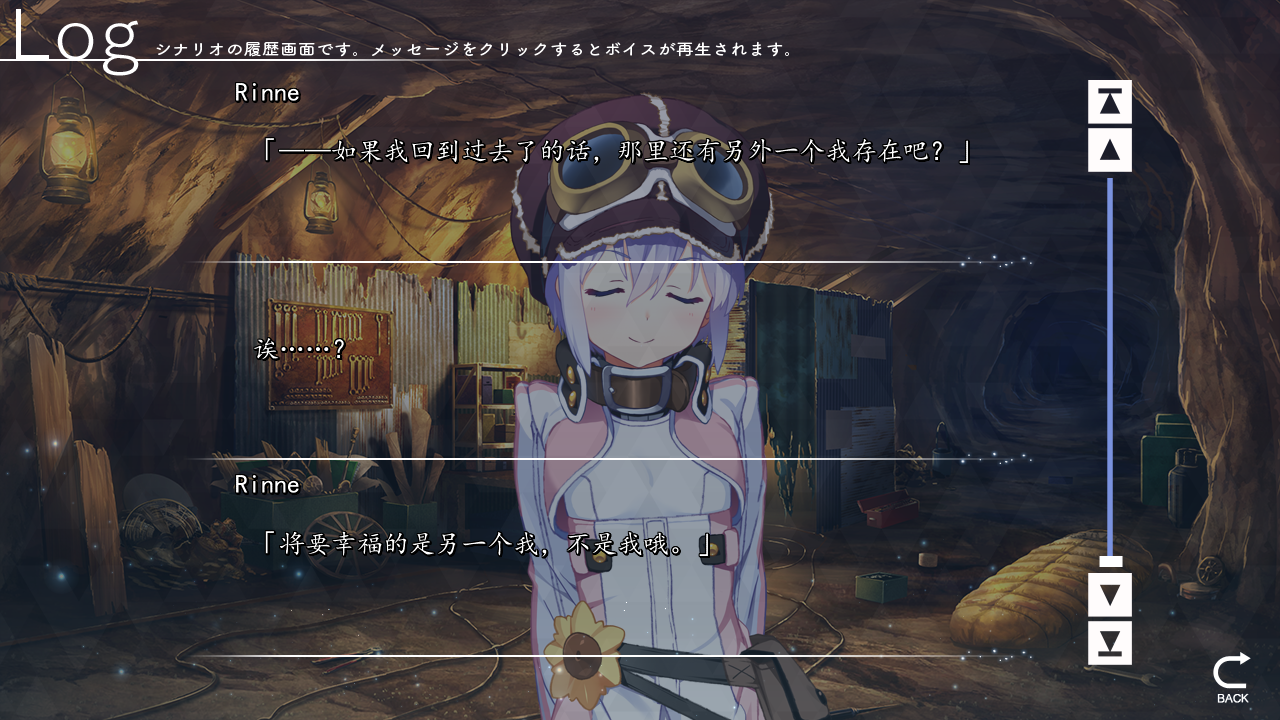 Log
シナリオの履歴画面です。メッセージをクリックするとボイスが再生されます。
Rinne
「——如果我回到过去了的话，那里还有另外一个我存在吧？」
诶……？
Rinne
「将要幸福的是另一个我，不是我哦。」
BACK